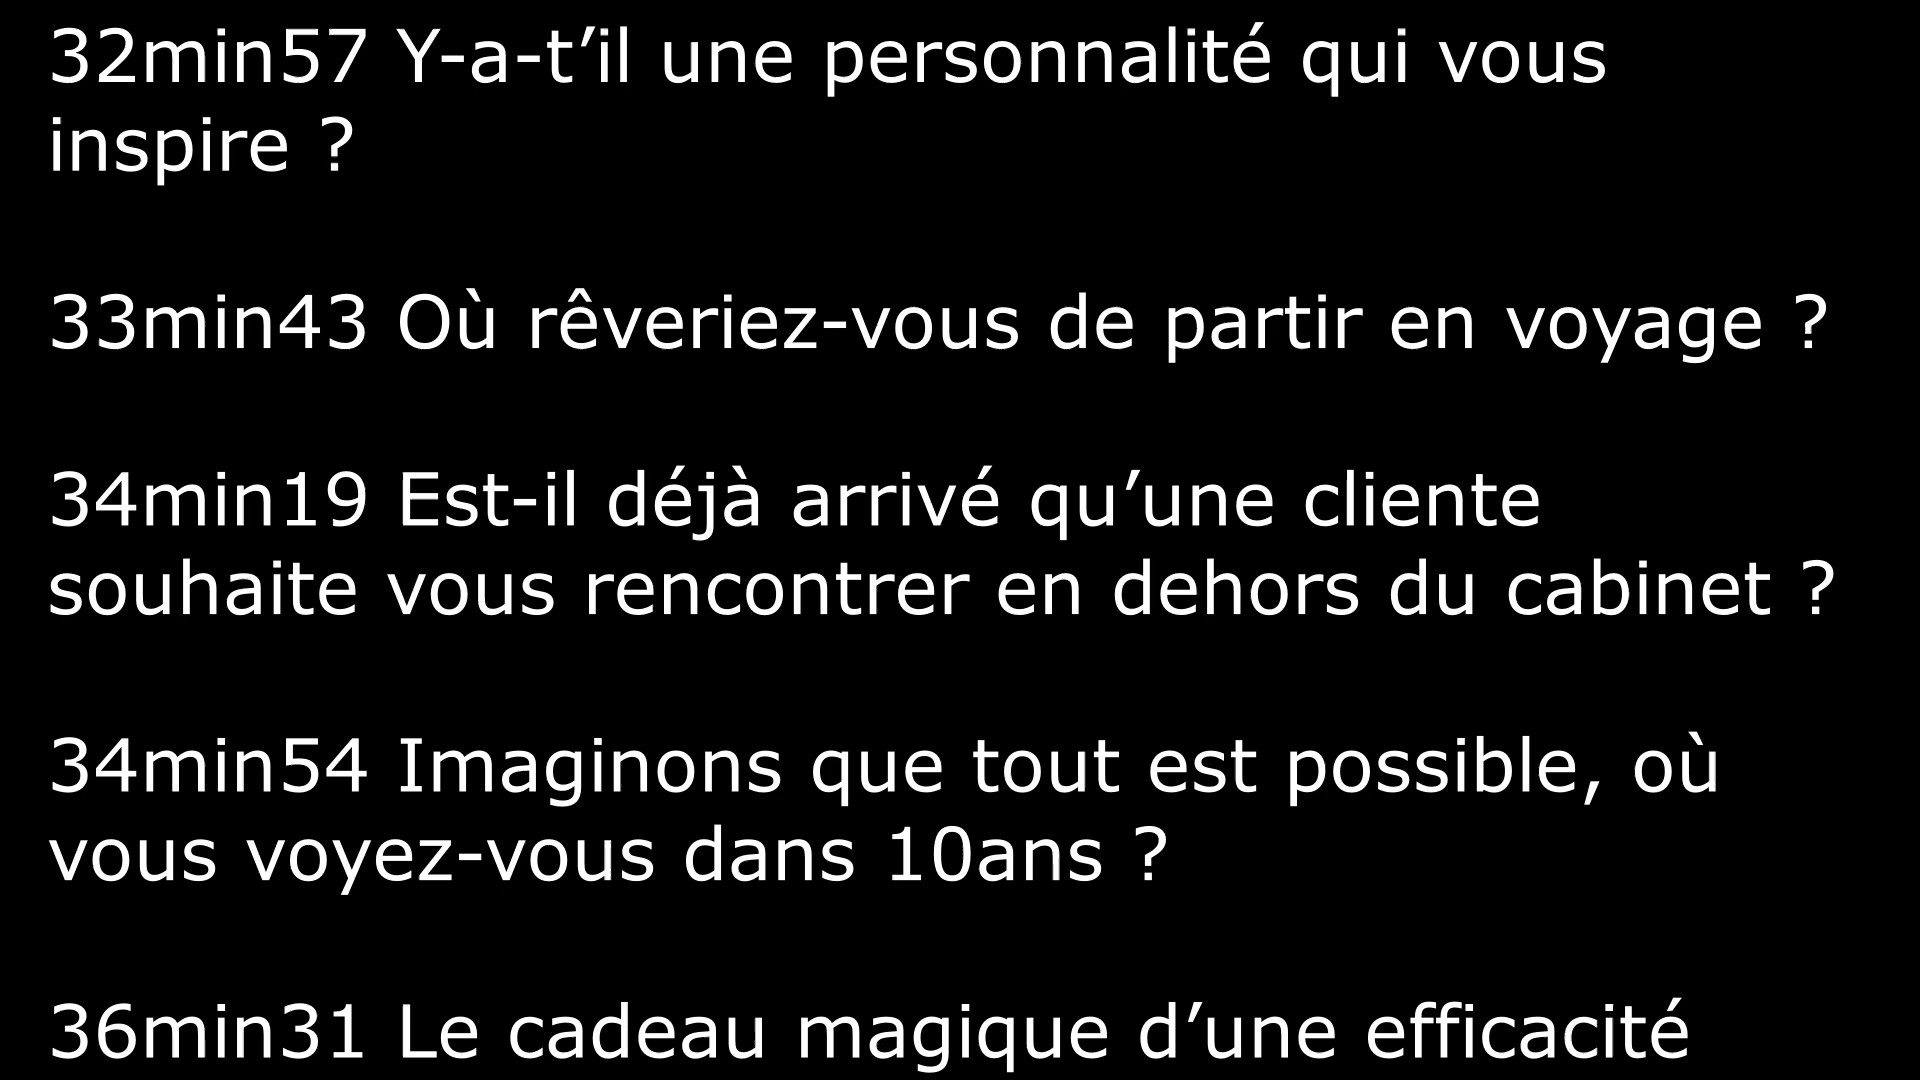 32min57 Y-a-t’il une personnalité qui vous
inspire ?
33min43 Où rêveriez-vous de partir en voyage ?
34min19 Est-il déjà arrivé qu’une cliente
souhaite vous rencontrer en dehors du cabinet ?
34min54 Imaginons que tout est possible, où
vous voyez-vous dans 10ans ?
36min31 Le cadeau magique d’une efficacité